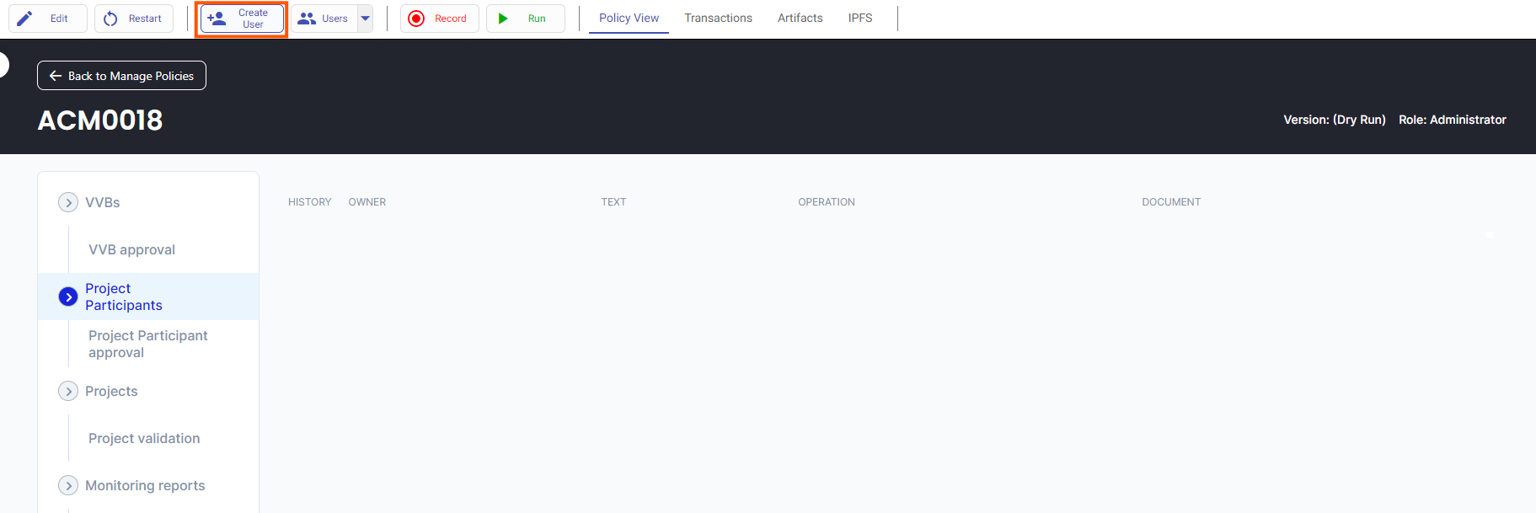 Edit
Restart
Create
User
Users
Record
Run
Policy View
Transactions
Artifacts
IPFS
Back to Manage Policies
ACM0018
Version: (Dry Run)
Role: Administrator
VVBs
VVB approval
Project
Participants
Project Participant
approval
Projects
Project validation
Monitoring reports
HISTORY
OWNER
TEXT
OPERATION
DOCUMENT